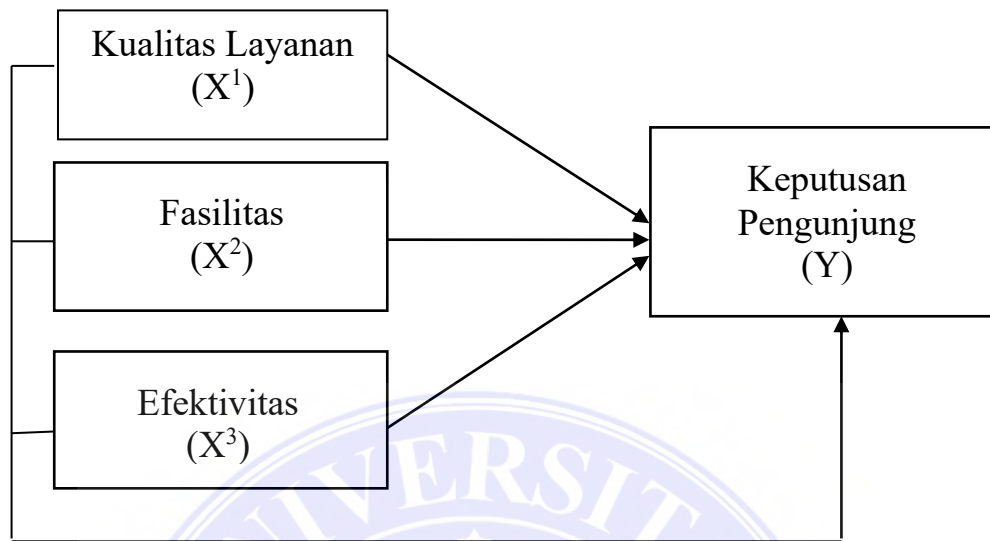 Kualitas Layanan
(X¹)
Fasilitas
(X²)
Efektivitas
(X³)
Keputusan
Pengunjung
(Y)